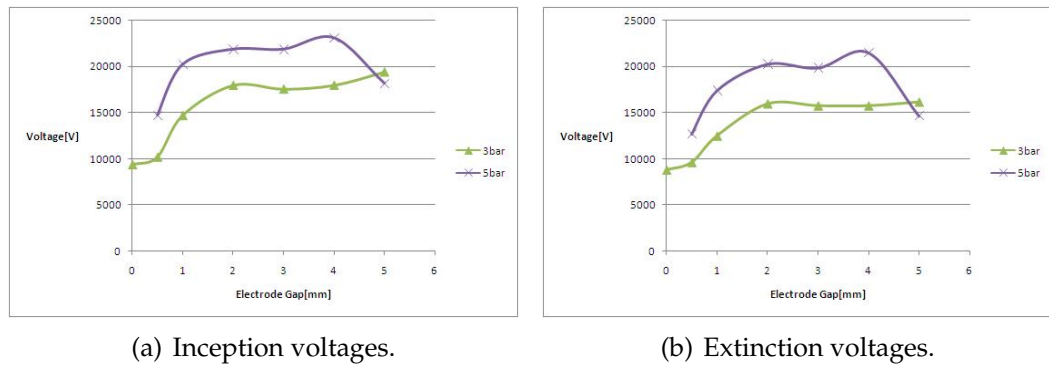 25000
20000
15000
Voltage[V]
10000
5000
0
0 1 2 3 4 5 6
Electrode Gap[mm]
3bar
5bar
(a) Inception voltages.
25000
20000
15000
Voltage[V]
10000
5000
0
0 1 2 3 4 5 6
Electrode Gap[mm]
3bar
5bar
(b) Extinction voltages.